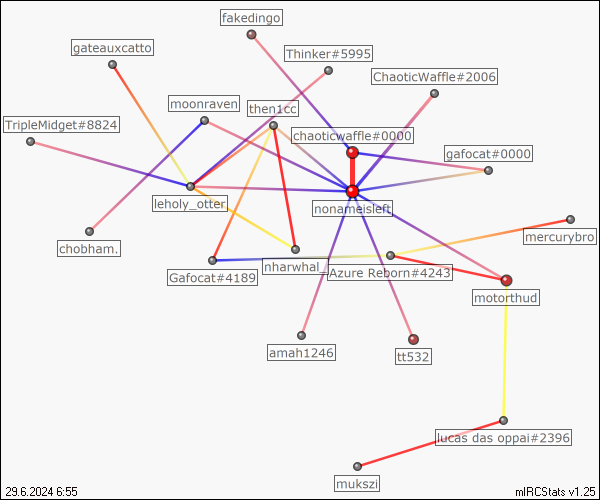 fakedingo
gateauxcatto
Thinker#5995
ChaoticWaffle#2006
moonraven
then1cc
TripleMidget#8824
chaoticwaffle#0000
gafocat#0000
leholy_otter
nonameisleft
mercurybro
chobham.
Gafocat#4189
nharwhal_
Azure Reborn#4243
motorthud
amah1246
tt532
lucas das oppai#2396
mukszi
29.6.2024 6:55
mIRCStats v1.25